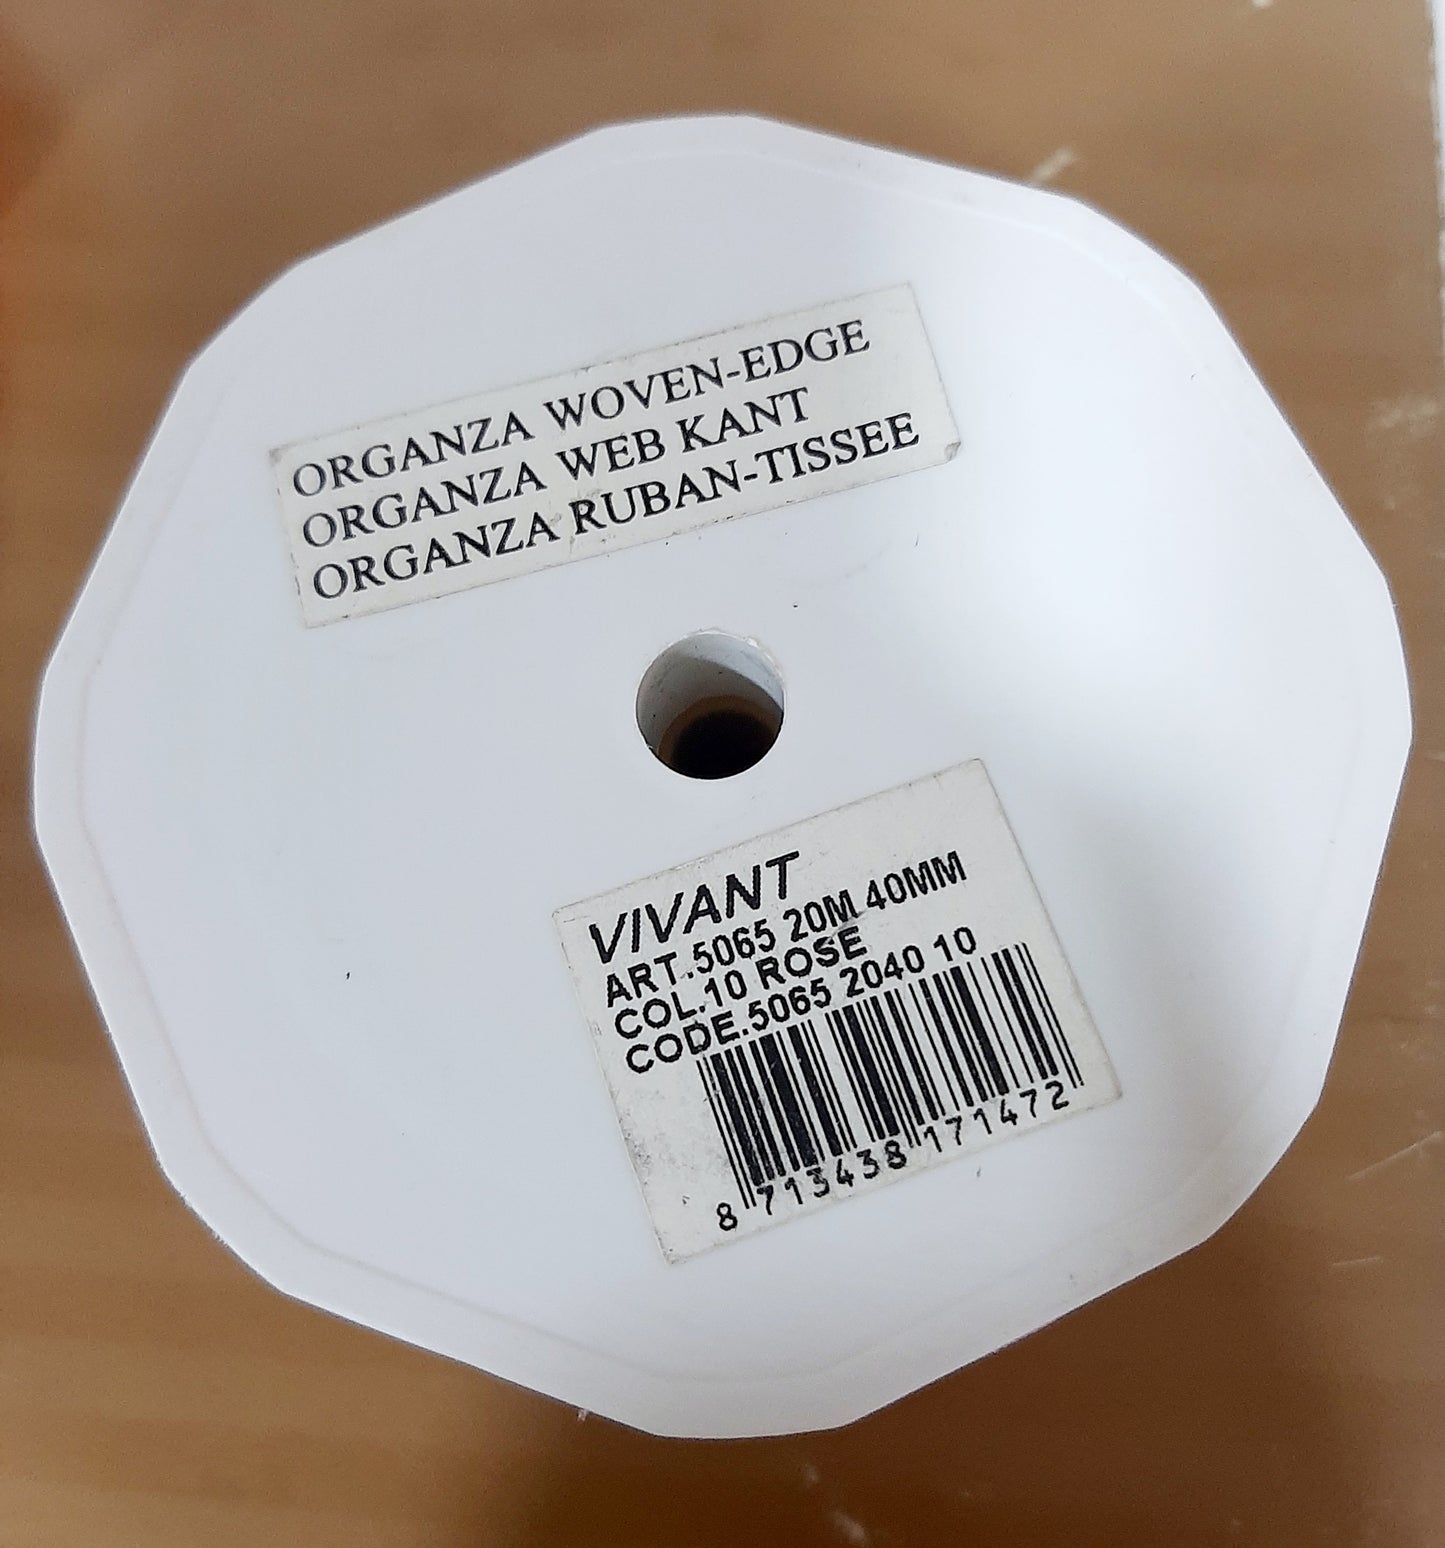 ORGANZA WOVEN-EDGE
ORGANZA WEB KANT
ORGANZA RUBAN-TISSEE
VIVANT
ART.5065 20M 40MM
COL.10 ROSE
CODE.5065 2040 10
8 713438 171472